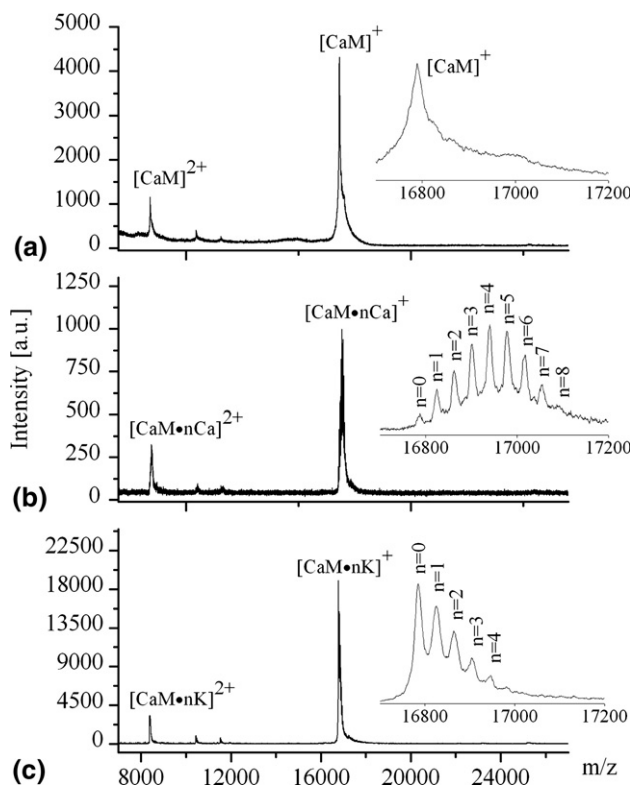 5000
4000
3000
2000
1000
0
[CaM]²⁺
[CaM]⁺
[CaM]⁺
16800 17000 17200
(a)
Intensity [a.u.]
1250
1000
750
500
250
0
[CaM•nCa]²⁺
[CaM•nCa]⁺
n=0
n=1
n=2
n=3
n=4
n=5
n=6
n=7
n=8
16800 17000 17200
(b)
22500
18000
13500
9000
4500
0
[CaM•nK]²⁺
[CaM•nK]⁺
n=0
n=1
n=2
n=3
n=4
16800 17000 17200
(c)
8000 12000 16000 20000 24000
m/z